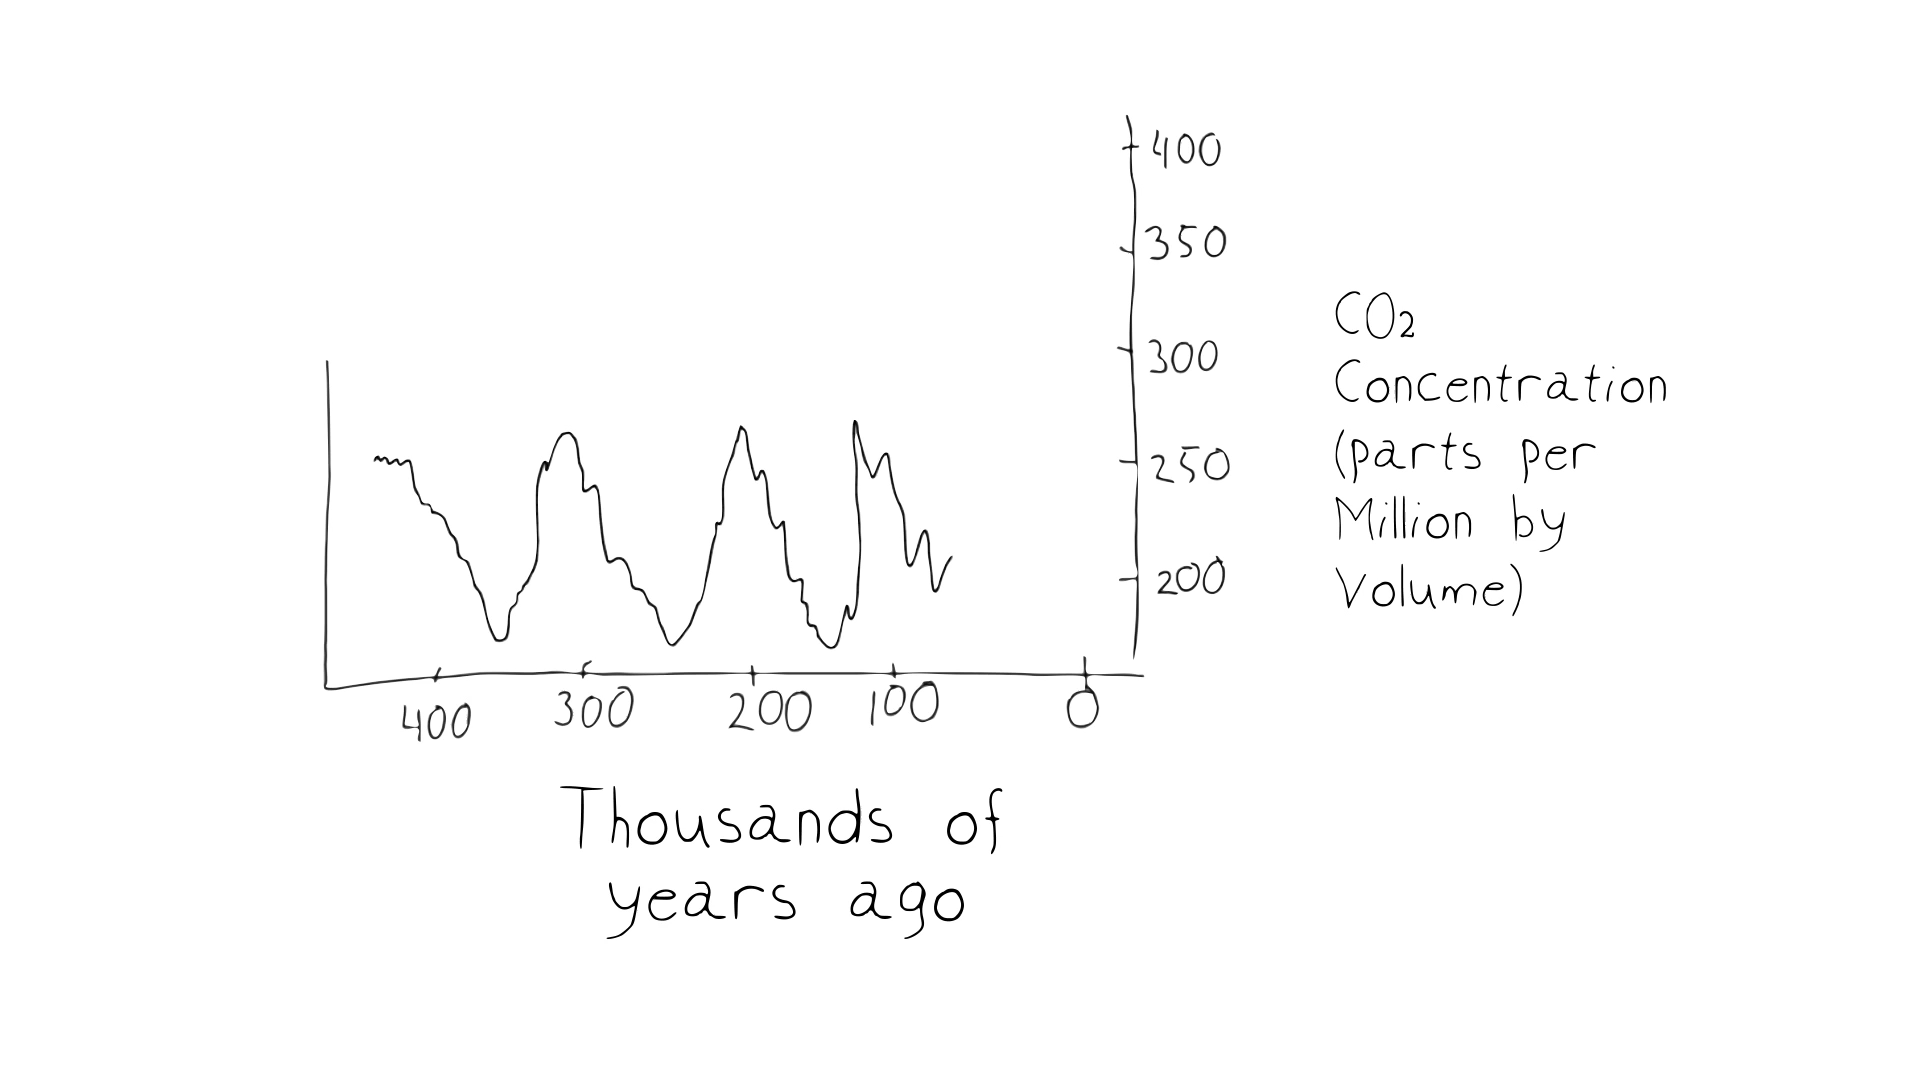 400
350
300
250
200
CO₂
Concentration
(parts per
Million by
Volume)
400 300 200 100 0
Thousands of
years ago